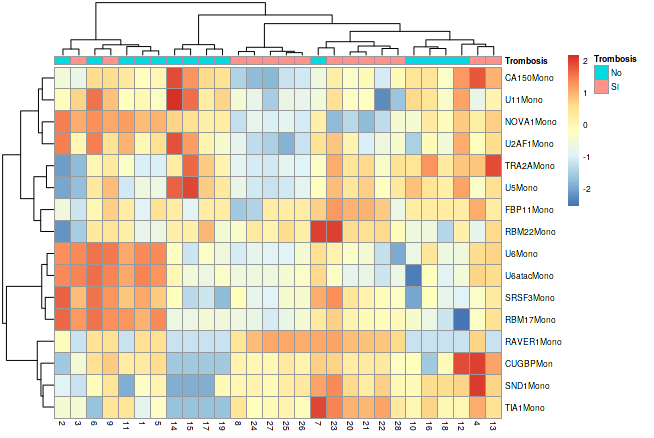 Trombosis
CA150Mono
U11Mono
NOVA1Mono
U2AF1Mono
TRA2AMono
U5Mono
FBP11Mono
RBM22Mono
U6Mono
U6atacMono
SRSF3Mono
RBM17Mono
RAVER1Mono
CUGBPMon
SND1Mono
TIA1Mono
2 3 6 9 11 1 5 14 15 17 19 8 24 27 25 26 7 23 20 21 22 28 10 16 18 12 4 13
2
1
0
-1
-2
Trombosis
No
SI